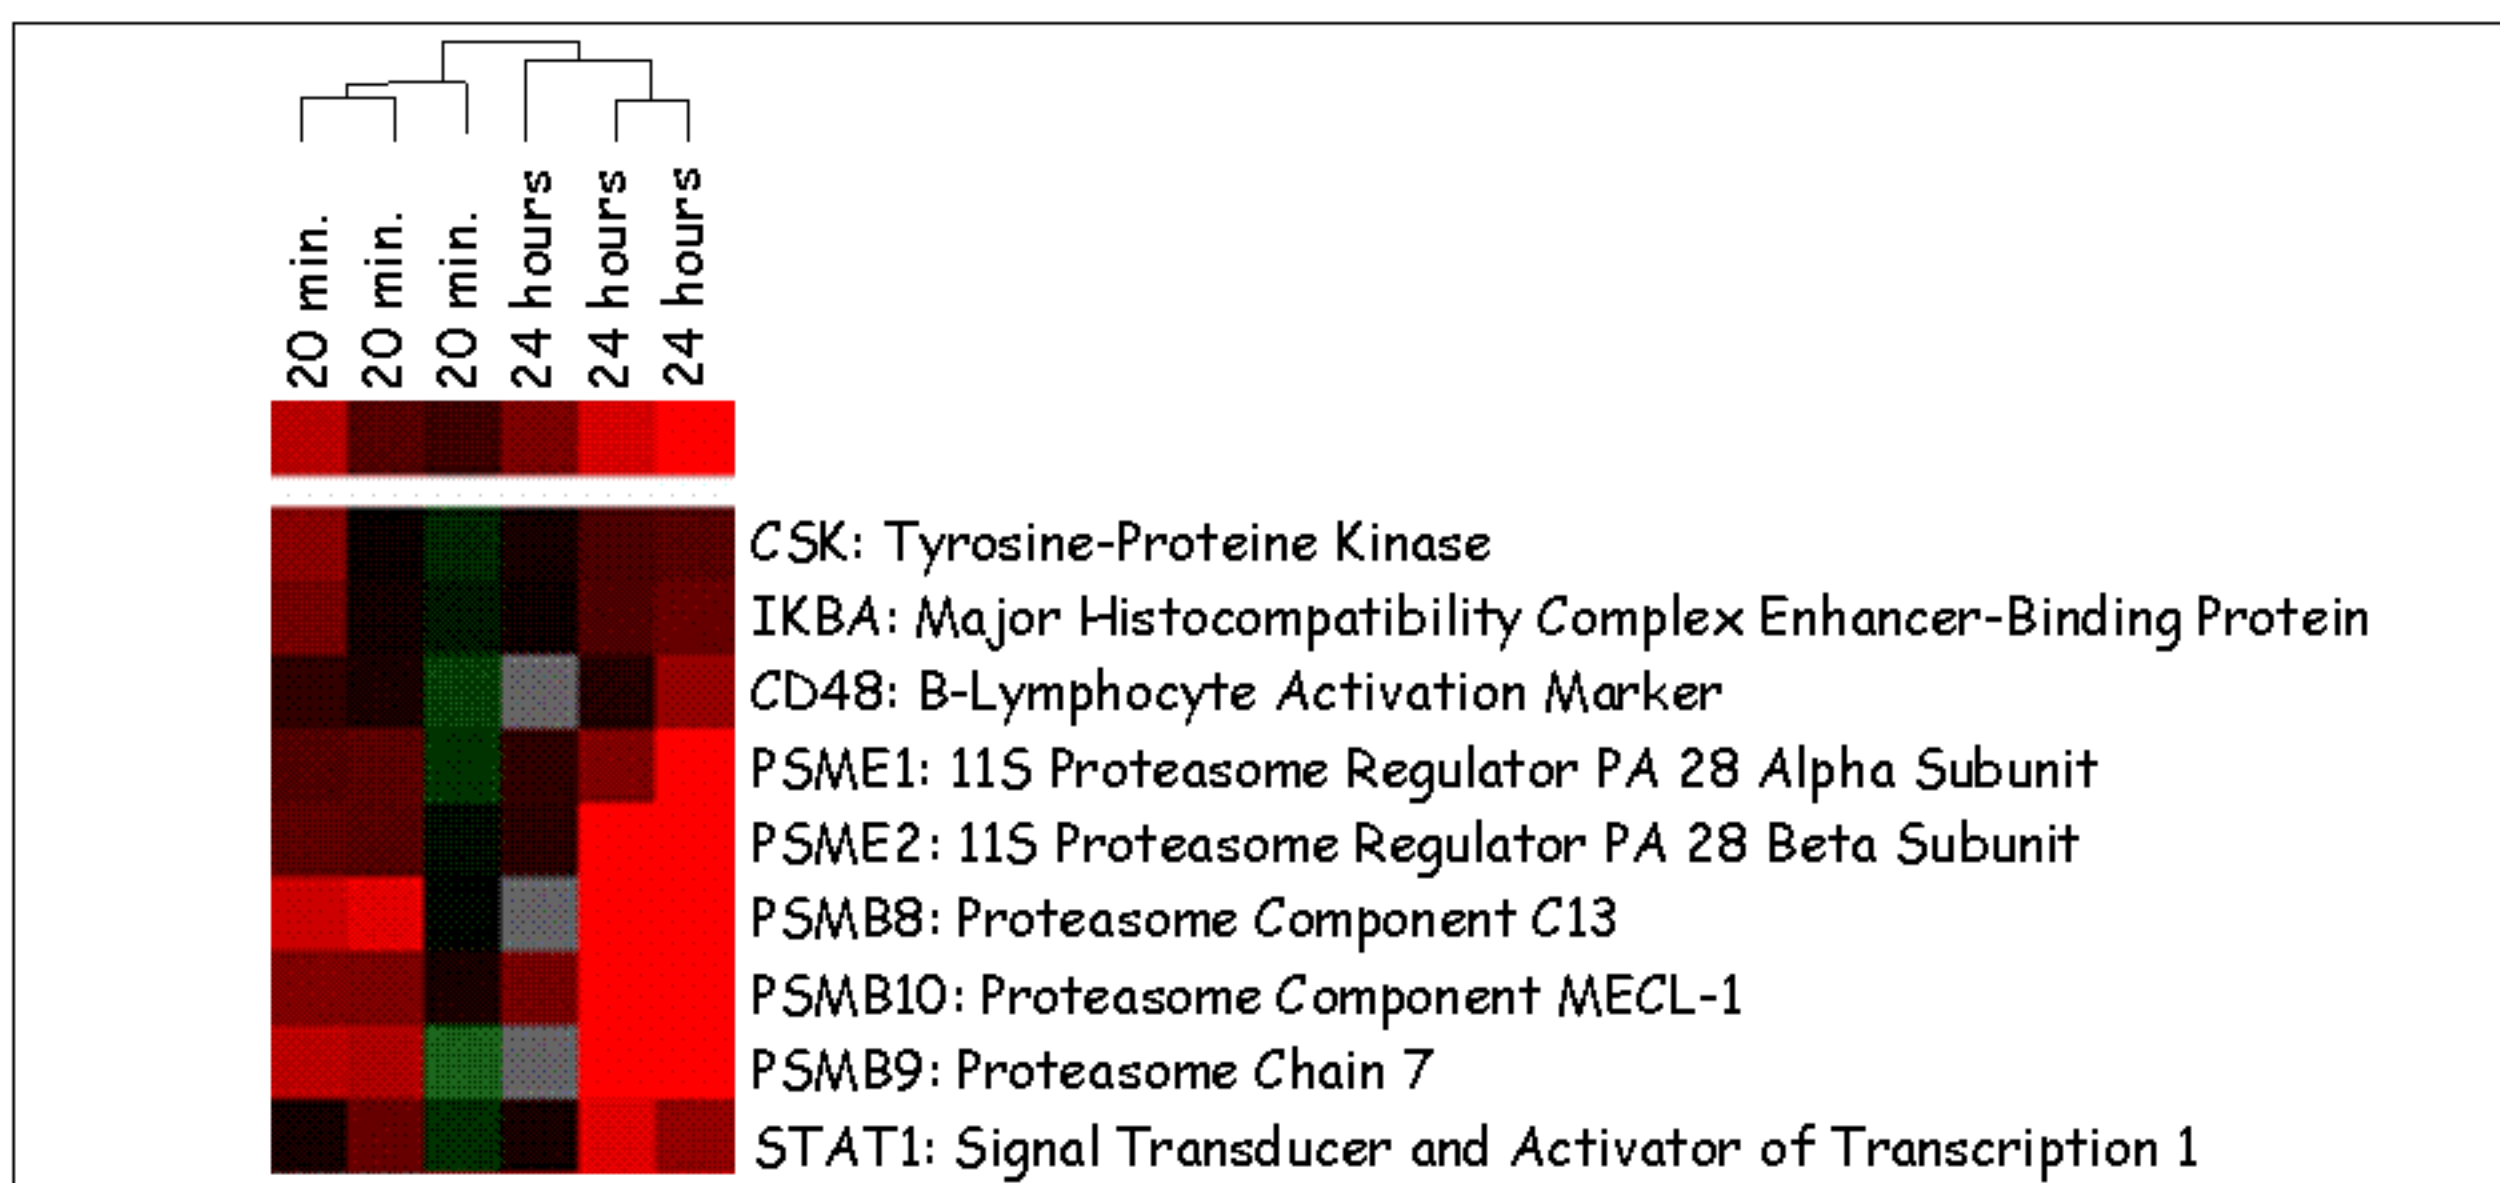 20 min.
20 min.
20 min.
24 hours
24 hours
24 hours
CSK: Tyrosine-Proteine Kinase
IKBA: Major Histocompatibility Complex Enhancer-Binding Protein
CD48: B-Lymphocyte Activation Marker
PSME1: 11S Proteasome Regulator PA 28 Alpha Subunit
PSME2: 11S Proteasome Regulator PA 28 Beta Subunit
PSMB8: Proteasome Component C13
PSMB10: Proteasome Component MECL-1
PSMB9: Proteasome Chain 7
STAT1: Signal Transducer and Activator of Transcription 1